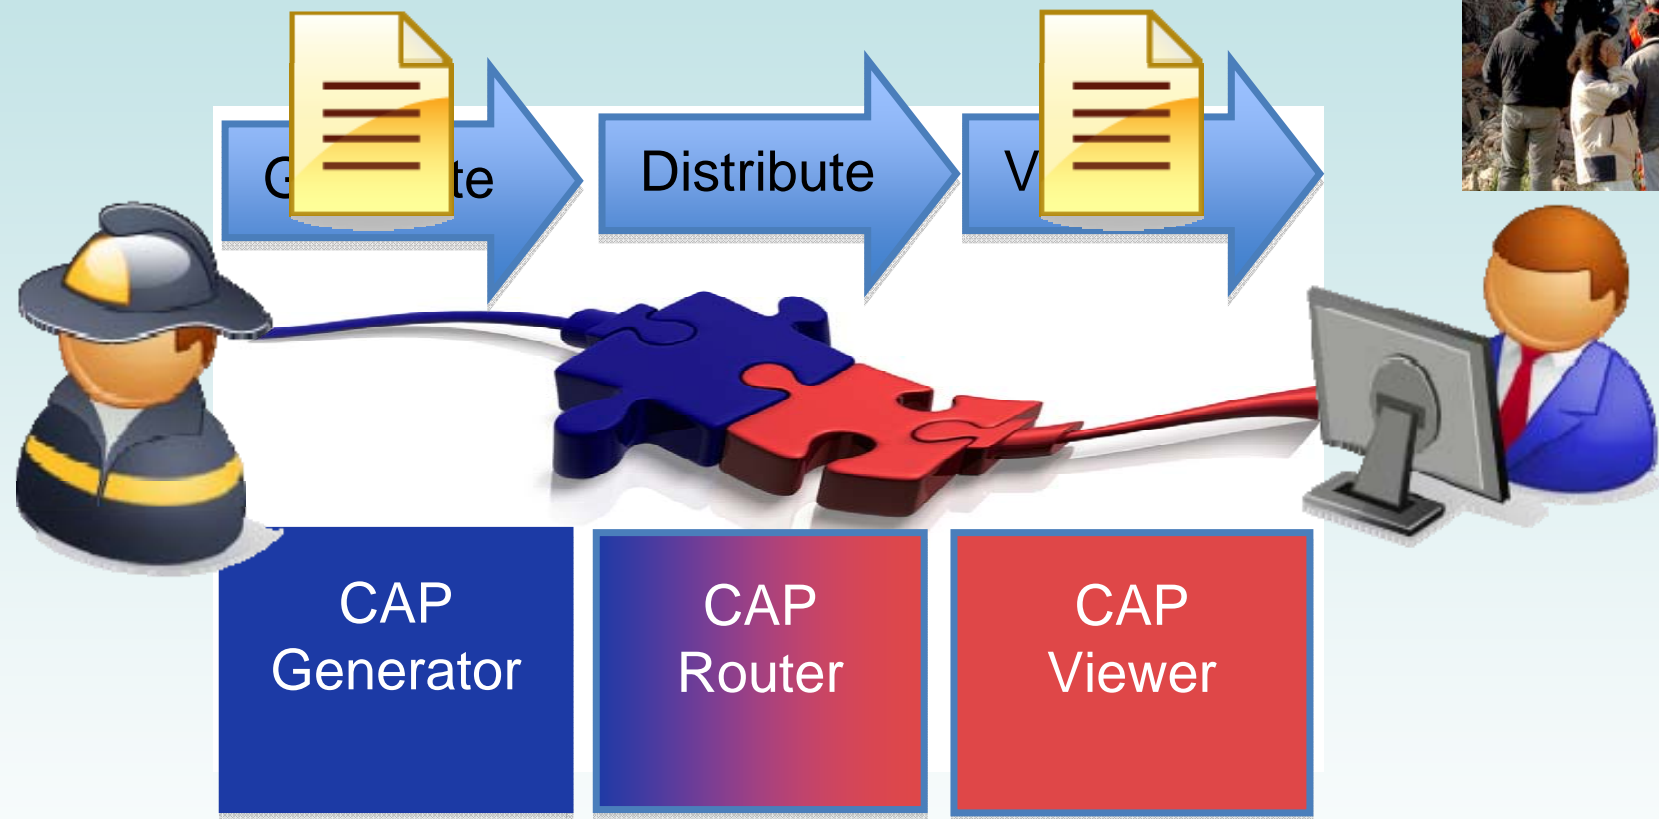 Distribute
CAP
Generator
CAP
Router
CAP
Viewer